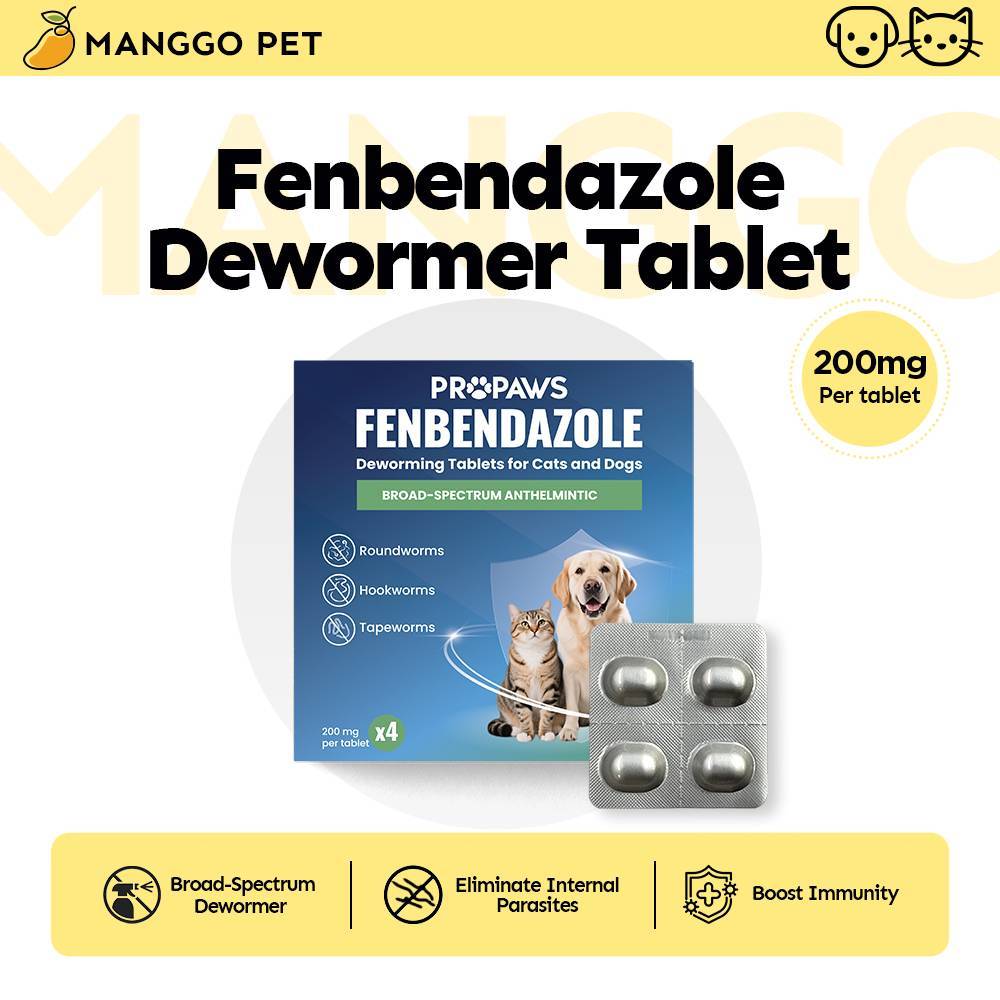 MANGGO PET
MANGGO
Fenbendazole
Dewormer Tablet
200mg
Per tablet
PROPAWS
FENBENDAZOLE
Deworming Tablets for Cats and Dogs
BROAD-SPECTRUM ANTHELMINTIC
Roundworms
Hookworms
Tapeworms
200 mg
per tablet
x4
Broad-Spectrum
Dewormer
Eliminate Internal
Parasites
Boost Immunity